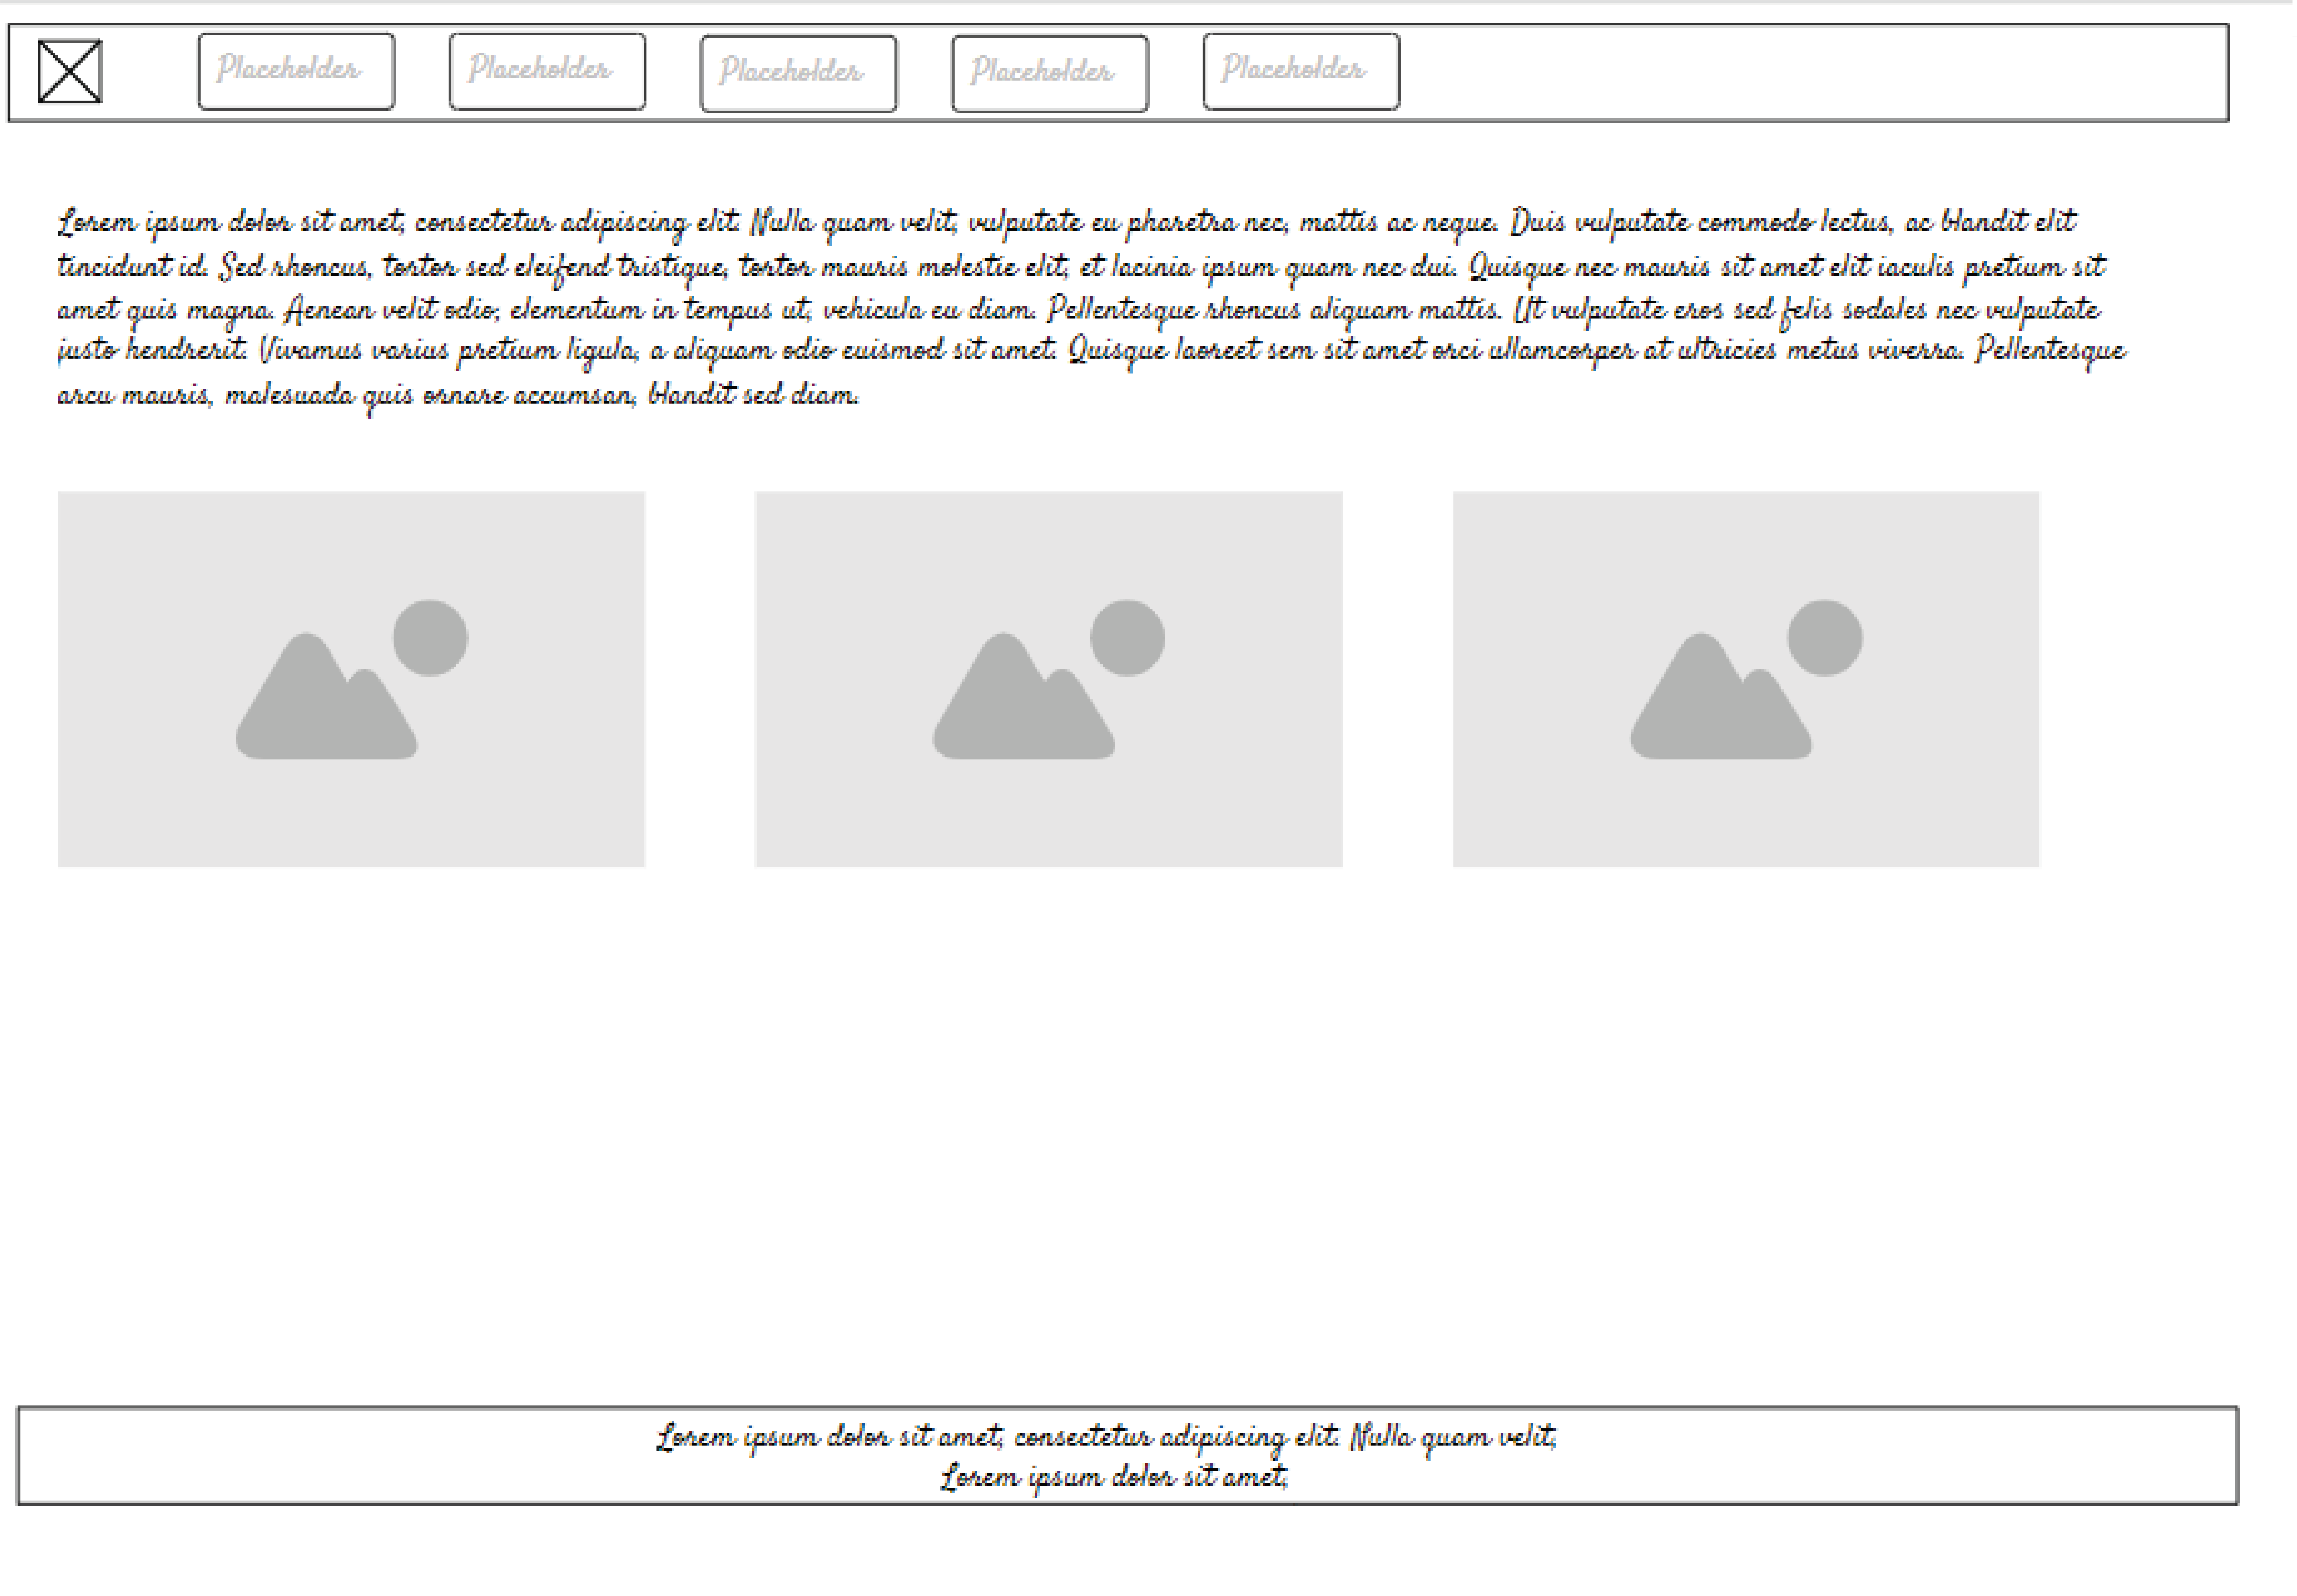 Placeholder Placeholder Placeholder Placeholder Placeholder
Lorem ipsum dolor sit amet, consectetur adipiscing elit. Nulla quam velit, vulputate eu pharetra nec, mattis ac neque. Duis vulputate commodo lectus, ac blandit elit
tincidunt id. Sed rhoncus, tortor sed eleifend tristique, tortor mauris molestie elit, et lacinia ipsum quam nec dui. Quisque nec mauris sit amet elit iaculis pretium sit
amet quis magna. Aenean velit odio, elementum in tempus ut, vehicula eu diam. Pellentesque rhoncus aliquam mattis. Ut vulputate eros sed felis sodales nec vulputate
justo hendrerit. Vivamus varius pretium ligula, a aliquam odio euismod sit amet. Quisque laoreet sem sit amet orci ullamcorper at ultricies metus viverra. Pellentesque
arcu mauris, malesuada quis ornare accumsan, blandit sed diam.
Lorem ipsum dolor sit amet, consectetur adipiscing elit. Nulla quam velit,
Lorem ipsum dolor sit amet,